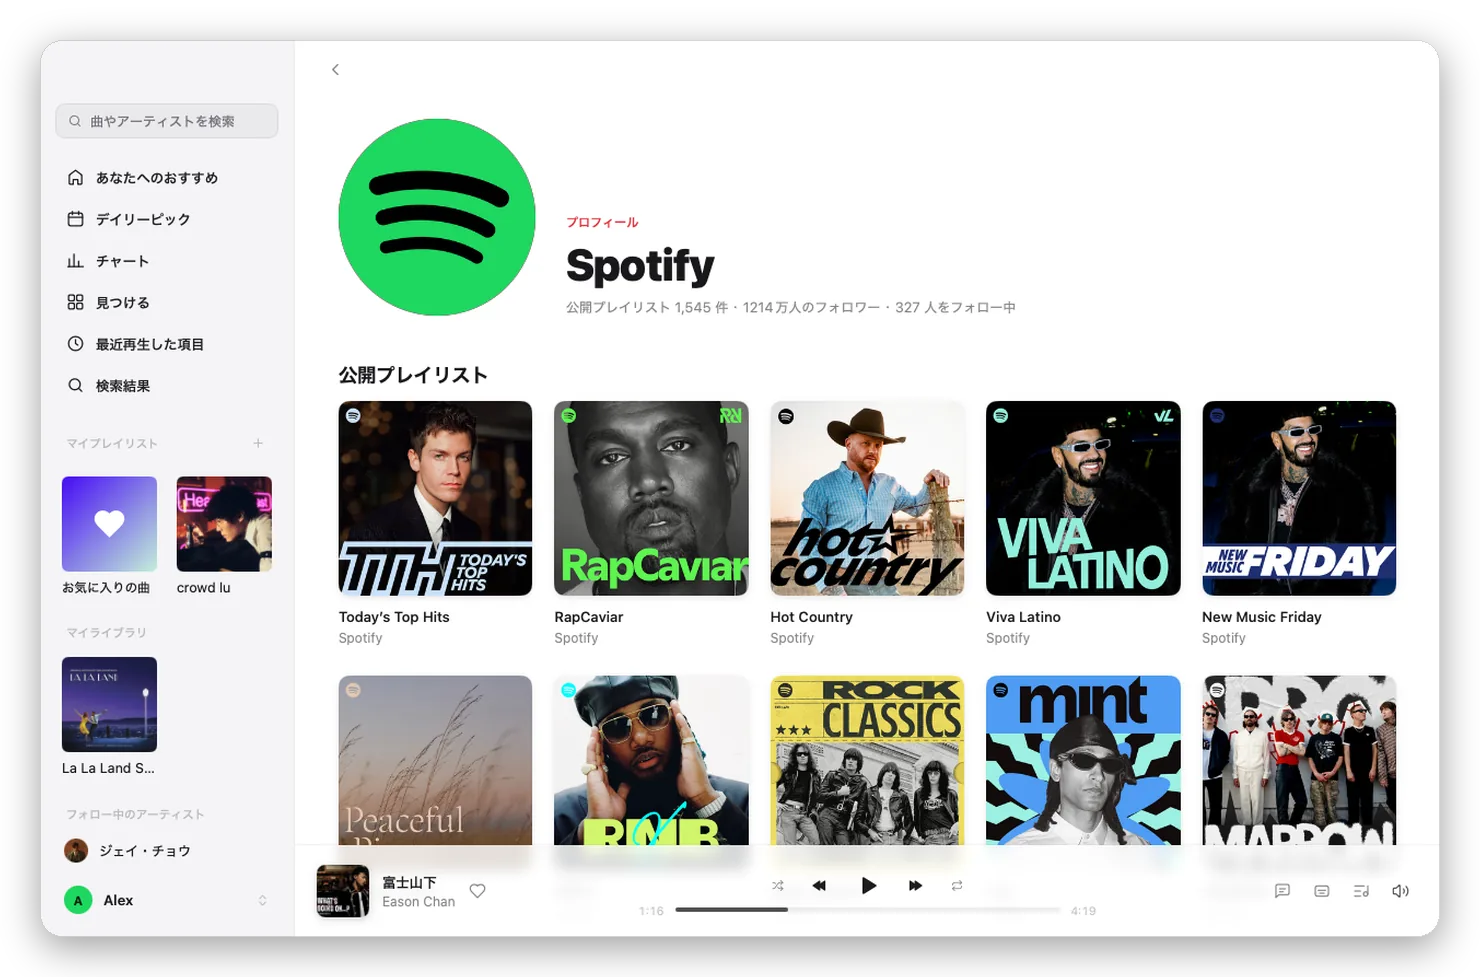 曲やアーティストを検索
あなたへのおすすめ
デイリーピック
チャート
見つける
最近再生した項目
検索結果
マイプレイリスト
お気に入りの曲
crowd lu
マイライブラリ
LA LA LAND
La La Land S...
フォロー中のアーティスト
ジェイ・チョウ
A
Alex
プロフィール
Spotify
公開プレイリスト 1,545 件 · 1214万人のフォロワー · 327 人をフォロー中
公開プレイリスト
TTH TODAY'S
TOP
HITS
Today's Top Hits
Spotify
RapCaviar
RapCaviar
Spotify
hot
country
Hot Country
Spotify
VL
VIVA
LATINO
Viva Latino
Spotify
NEW
MUSIC FRIDAY
New Music Friday
Spotify
Peaceful
RNB
ROCK
CLASSICS
mint
MARROW
富士山下
Eason Chan
1:16
4:19